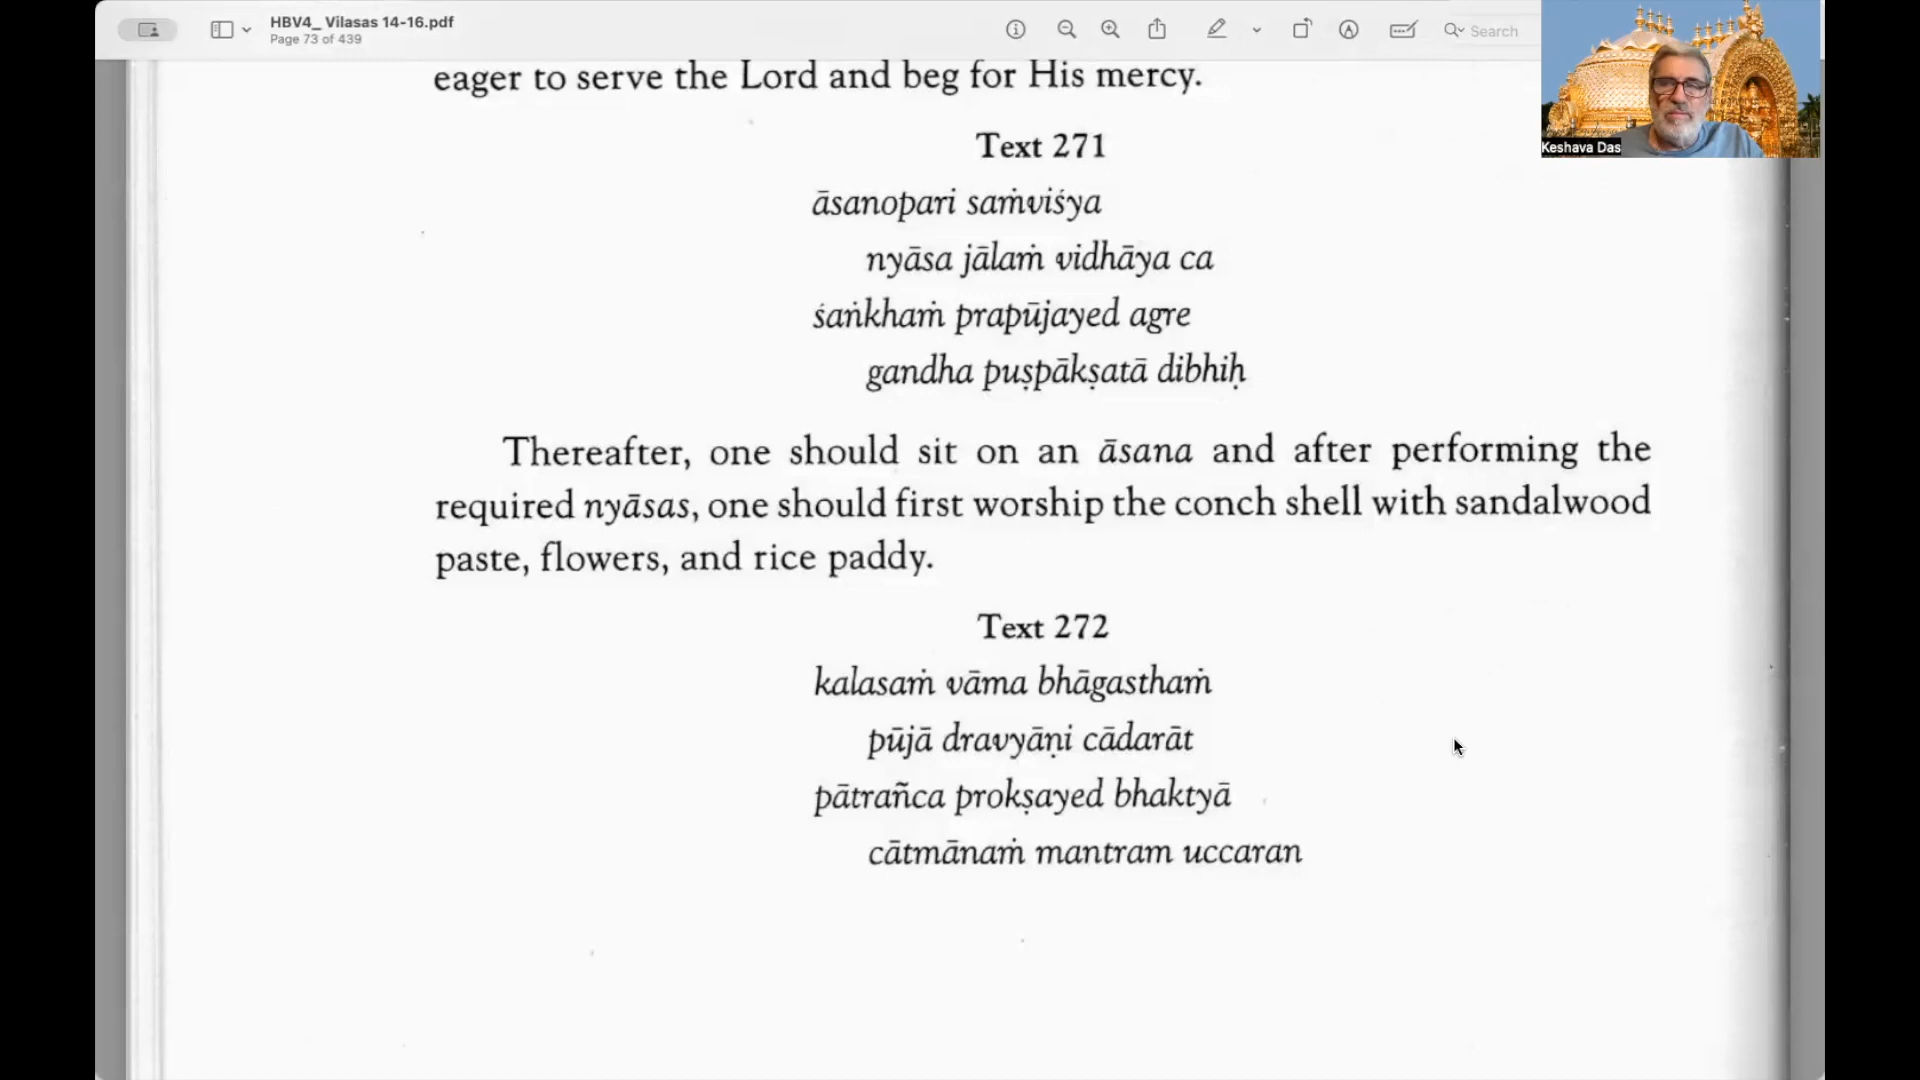 HBV4_ Vilasas 14-16.pdf
Page 73 of 439
Search
Keshava Das
eager to serve the Lord and beg for His mercy.
Text 271
āsanopari saṁviśya
nyāsa jālaṁ vidhāya ca
śaṅkhaṁ prapūjayed agre
gandha puṣpākṣatā dibhiḥ
Thereafter, one should sit on an āsana and after performing the
required nyāsas, one should first worship the conch shell with sandalwood
paste, flowers, and rice paddy.
Text 272
kalasaṁ vāma bhāgasthaṁ
pūjā dravyāṇi cādarāt
pātrañca prokṣayed bhaktyā
cātmānaṁ mantram uccaran